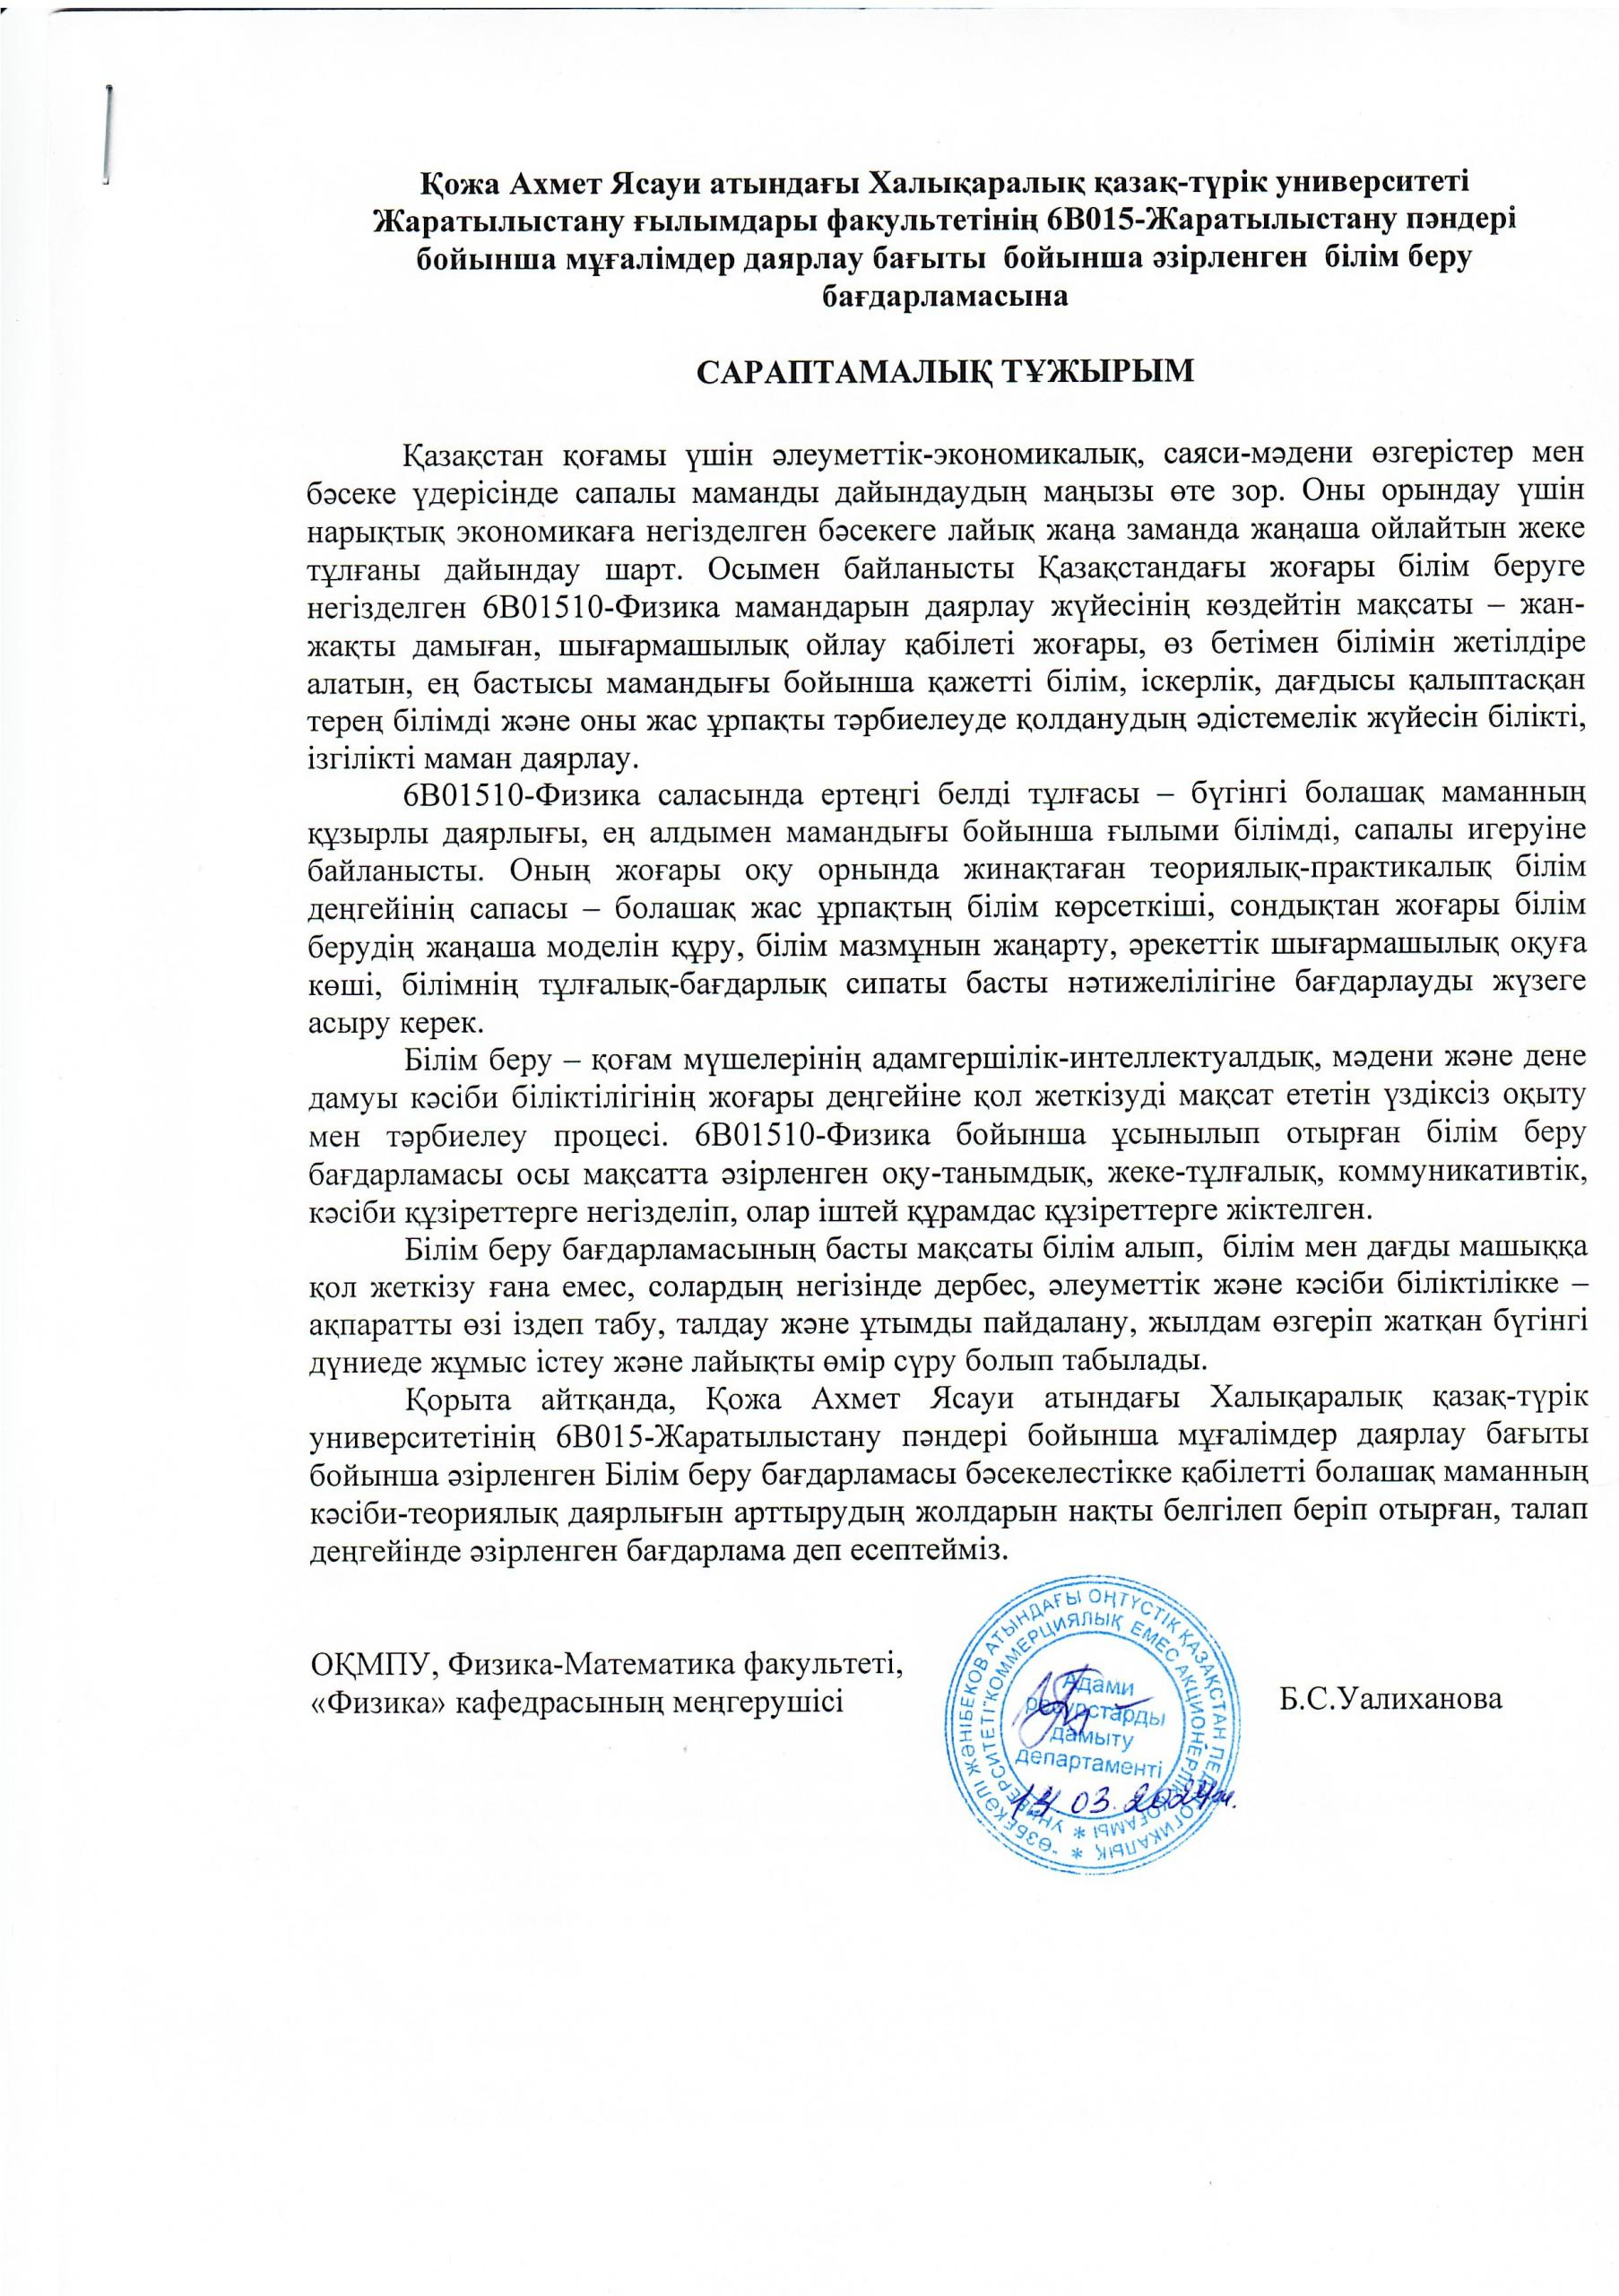 Қожа Ахмет Ясауи атындағы Халықаралық қазақ-түрік университеті
Жаратылыстану ғылымдары факультетінің 6В015-Жаратылыстану пәндері
бойынша мұғалімдер даярлау бағыты бойынша әзірленген білім беру
бағдарламасына
САРАПТАМАЛЫҚ ТҰЖЫРЫМ
Қазақстан қоғамы үшін әлеуметтік-экономикалық, саяси-мәдени өзгерістер мен
бәсеке үдерісінде сапалы маманды дайындаудың маңызы өте зор. Оны орындау үшін
нарықтық экономикаға негізделген бәсекеге лайық жаңа заманда жаңаша ойлайтын жеке
тұлғаны дайындау шарт. Осымен байланысты Қазақстандағы жоғары білім беруге
негізделген 6В01510-Физика мамандарын даярлау жүйесінің көздейтін мақсаты – жан-
жақты дамыған, шығармашылық ойлау қабілеті жоғары, өз бетімен білімін жетілдіре
алатын, ең бастысы мамандығы бойынша қажетті білім, іскерлік, дағдысы қалыптасқан
терең білімді және оны жас ұрпақты тәрбиелеуде қолданудың әдістемелік жүйесін білікті,
ізгілікті маман даярлау.
6В01510-Физика саласында ертеңгі белді тұлғасы – бүгінгі болашақ маманның
құзырлы даярлығы, ең алдымен мамандығы бойынша ғылыми білімді, сапалы игеруіне
байланысты. Оның жоғары оқу орнында жинақтаған теориялық-практикалық білім
деңгейінің сапасы – болашақ жас ұрпақтың білім көрсеткіші, сондықтан жоғары білім
берудің жаңаша моделін құру, білім мазмұнын жаңарту, әрекеттік шығармашылық оқуға
көші, білімнің тұлғалық-бағдарлық сипаты басты нәтижелілігіне бағдарлауды жүзеге
асыру керек.
Білім беру – қоғам мүшелерінің адамгершілік-интеллектуалдық, мәдени және дене
дамуы кәсіби біліктілігінің жоғары деңгейіне қол жеткізуді мақсат ететін үздіксіз оқыту
мен тәрбиелеу процесі. 6В01510-Физика бойынша ұсынылып отырған білім беру
бағдарламасы осы мақсатта әзірленген оқу-танымдық, жеке-тұлғалық, коммуникативтік,
кәсіби құзіреттерге негізделіп, олар іштей құрамдас құзіреттерге жіктелген.
Білім беру бағдарламасының басты мақсаты білім алып, білім мен дағды машыққа
қол жеткізу ғана емес, солардың негізінде дербес, әлеуметтік және кәсіби біліктілікке –
ақпаратты өзі іздеп табу, талдау және ұтымды пайдалану, жылдам өзгеріп жатқан бүгінгі
дүниеде жұмыс істеу және лайықты өмір сүру болып табылады.
Қорыта айтқанда, Қожа Ахмет Ясауи атындағы Халықаралық қазақ-түрік
университетінің 6В015-Жаратылыстану пәндері бойынша мұғалімдер даярлау бағыты
бойынша әзірленген Білім беру бағдарламасы бәсекелестікке қабілетті болашақ маманның
кәсіби-теориялық даярлығын арттырудың жолдарын нақты белгілеп беріп отырған, талап
деңгейінде әзірленген бағдарлама деп есептейміз.
ОҚМПУ, Физика-Математика факультеті,
«Физика» кафедрасының меңгерушісі
Б.С.Уалиханова
"ӨЗБЕКӘЛІ ЖӘНІБЕКОВ АТЫНДАҒЫ ОҢТҮСТІК ҚАЗАҚСТАН ПЕДАГОГИКАЛЫҚ
УНИВЕРСИТЕТІ" КОММЕРЦИЯЛЫҚ ЕМЕС АКЦИОНЕРЛІК ҚОҒАМЫ
Адами
ресурстарды
дамыту
департаменті
03.2024ж.